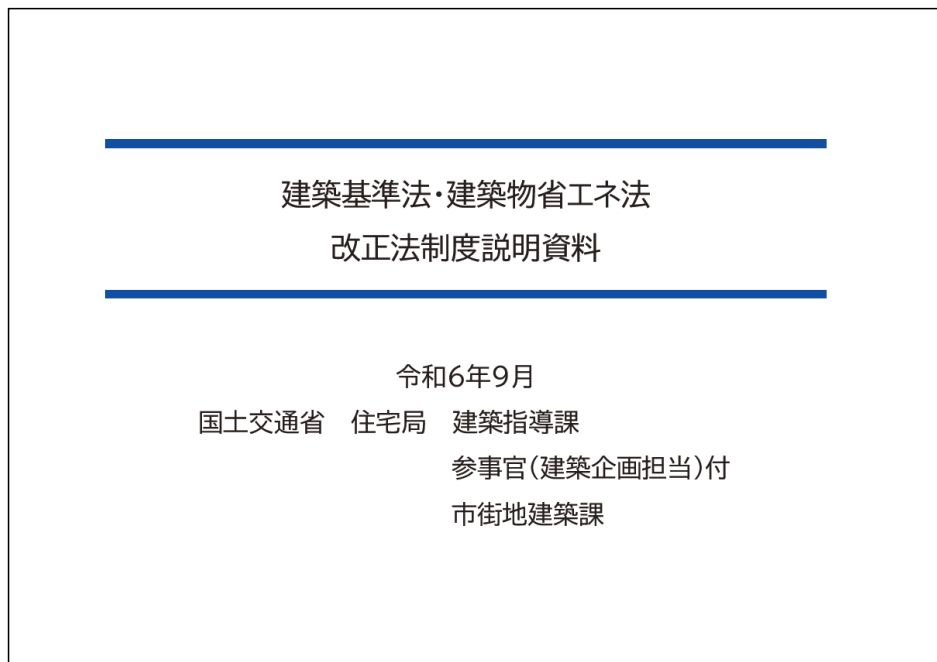 建築基準法・建築物省エネ法
改正法制度説明資料
令和6年9月
国土交通省　住宅局　建築指導課
参事官(建築企画担当)付
市街地建築課